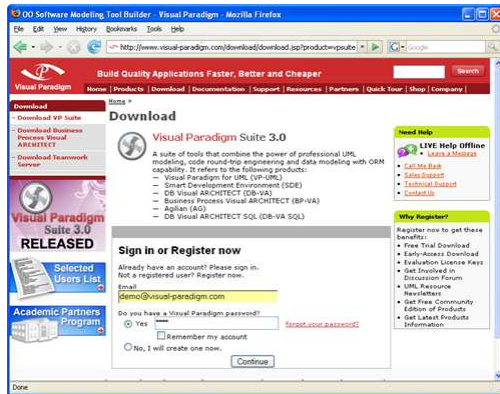 OO Software Modeling Tool Builder - Visual Paradigm - Mozilla Firefox
File Edit View History Bookmarks Tools Help
http://www.visual-paradigm.com/download/download.jsp?product=vpsuite
Google
Visual Paradigm
Build Quality Applications Faster, Better and Cheaper
Search
Home | Products | Download | Documentation | Support | Resources | Partners | Quick Tour | Shop | Company |
Download
- Download VP Suite
- Download Business Process Visual ARCHITECT
- Download Teamwork Server
Visual Paradigm
Suite 3.0
RELEASED
Selected
Users List
Academic Partners
Program
Home >
Download
Visual Paradigm Suite 3.0
A suite of tools that combine the power of professional UML
modeling, code round-trip engineering and data modeling with ORM
capability. It refers to the following products:
— Visual Paradigm for UML (VP-UML)
— Smart Development Environment (SDE)
— DB Visual ARCHITECT (DB-VA)
— Business Process Visual ARCHITECT (BP-VA)
— Agilian (AG)
— DB Visual ARCHITECT SQL (DB-VA SQL)
Sign in or Register now
Already have an account? Please sign in.
Not a registered user? Register now.
Email
demo@visual-paradigm.com
Do you have a Visual Paradigm password?
Yes
forgot your password?
Remember my account
No, I will create one now.
Continue
Need Help
LIVE Help Offline
Leave a Message
Call Me Back
Sales Support
Technical Support
Contact Us
Why Register?
Register now to get these
benefits:
Free Trial Download
Early-Access Download
Evaluation License Keys
Get Involved in
Discussion Forum
UML Resource
Newsletters
Get Free Community
Edition of Products
Get Latest Products
Information
Done